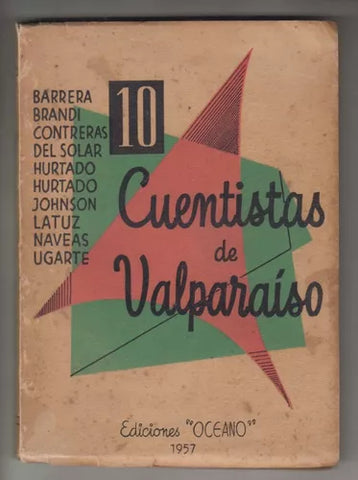 BARRERA
BRANDI
CONTRERAS
DEL SOLAR
HURTADO
HURTADO
JOHNSON
LATUZ
NAVEAS
UGARTE
10
Cuentistas
de
Valparaíso
Ediciones "OCEANO"
1957